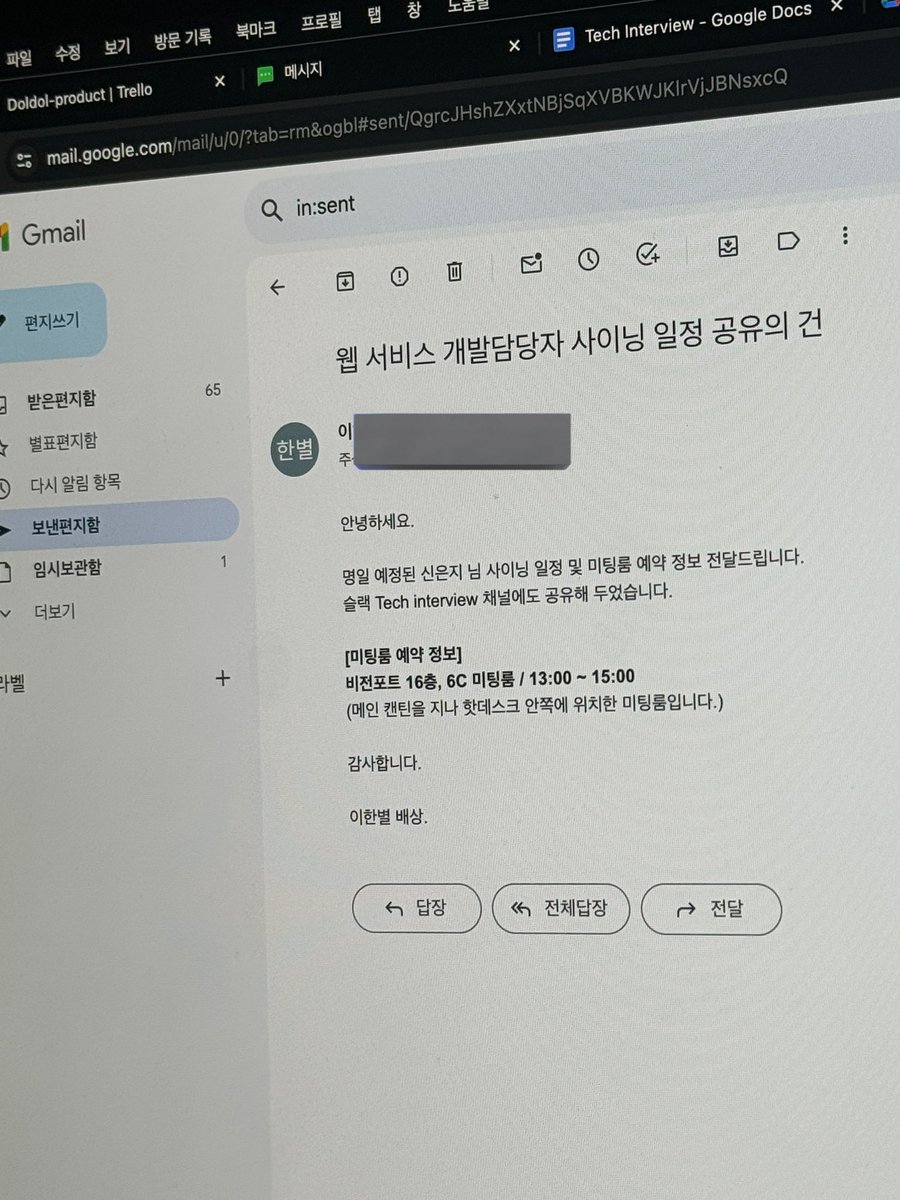 파일 수정 보기 방문 기록 북마크 프로필 탭 창 도움말
Doldol-product | Trello
메시지
Tech Interview - Google Docs
mail.google.com/mail/u/0/?tab=rm&ogbl#sent/QgrcJHshZXxtNBjSqXVBKWJKlrVjJBNsxcQ
Gmail
in:sent
편지쓰기
받은편지함 65
별표편지함
다시 알림 항목
보낸편지함
임시보관함 1
더보기
라벨 +
웹 서비스 개발담당자 사이닝 일정 공유의 건
한별
이
안녕하세요.
명일 예정된 신은지 님 사이닝 일정 및 미팅룸 예약 정보 전달드립니다.
슬랙 Tech interview 채널에도 공유해 두었습니다.
[미팅룸 예약 정보]
비전포트 16층, 6C 미팅룸 / 13:00 ~ 15:00
(메인 캔틴을 지나 핫데스크 안쪽에 위치한 미팅룸입니다.)
감사합니다.
이한별 배상.
답장
전체답장
전달